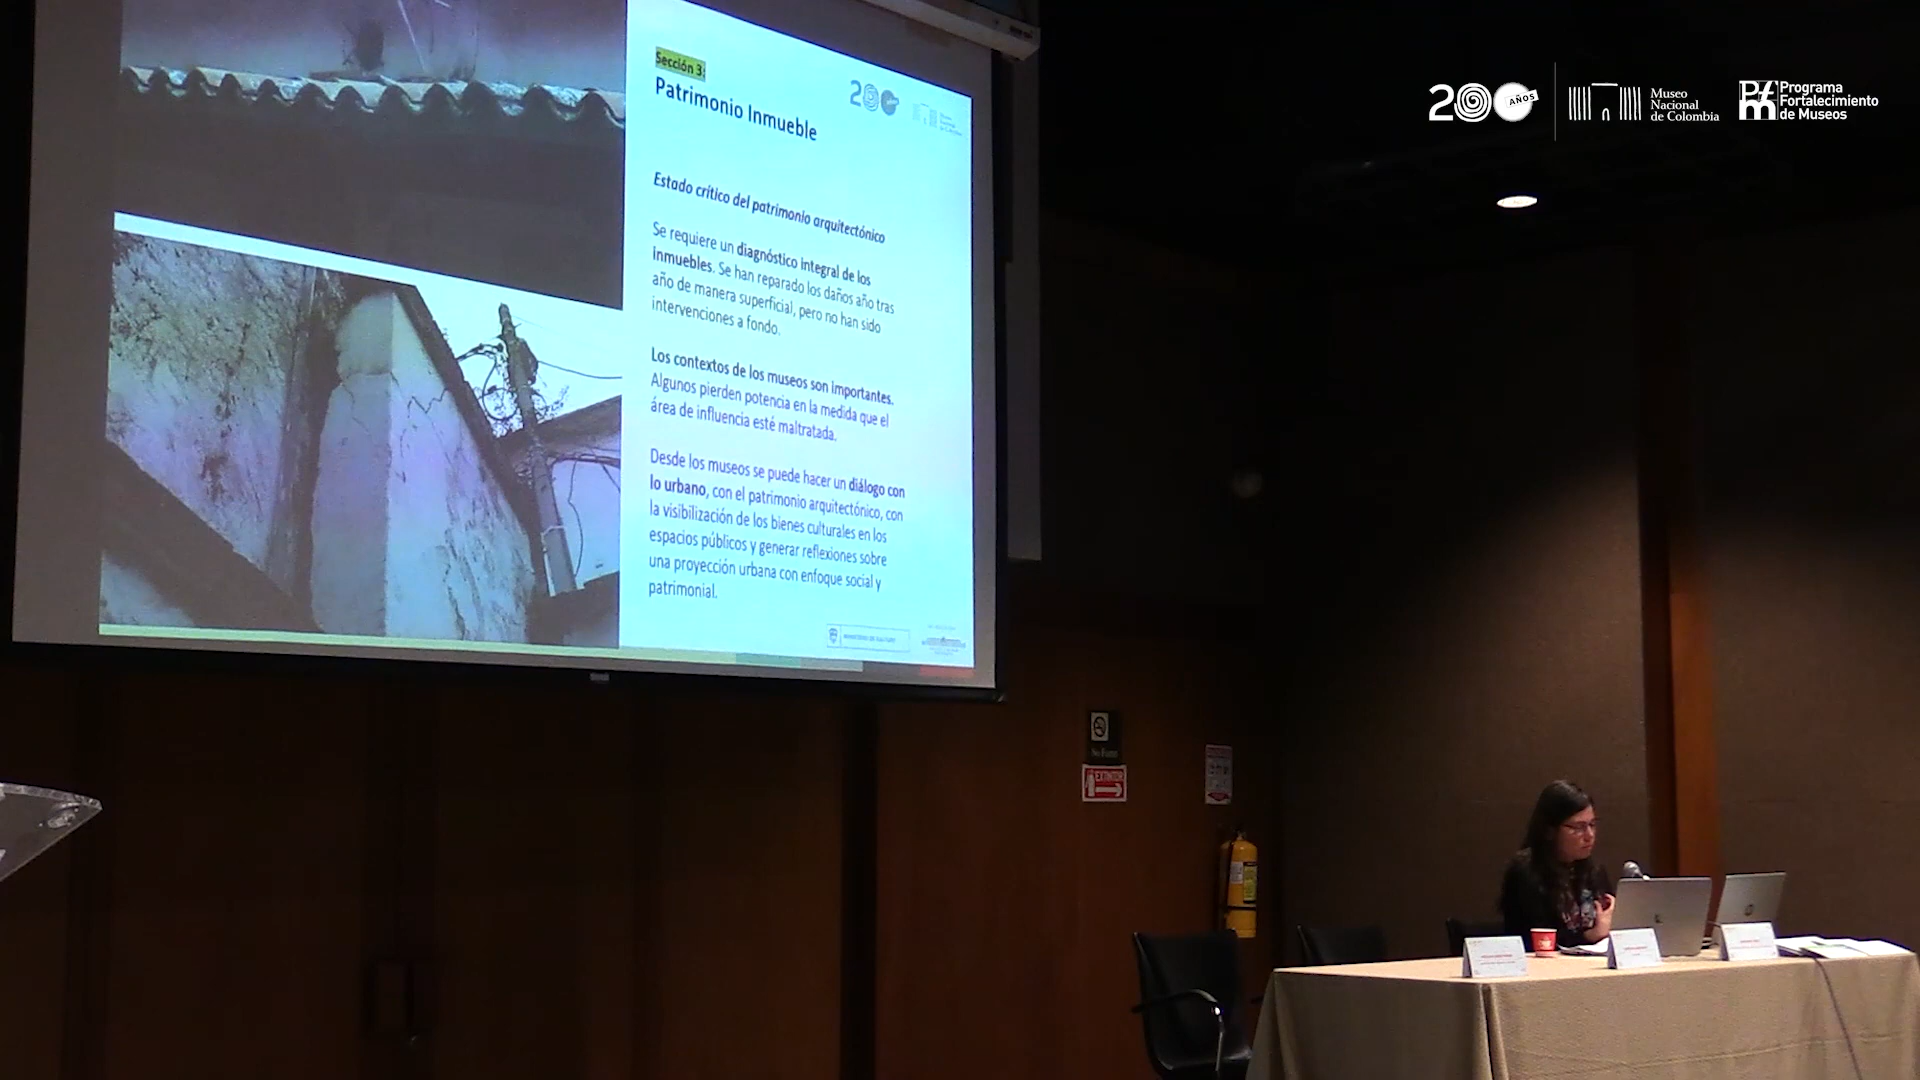 Sección 3:
Patrimonio Inmueble
200
Estado crítico del patrimonio arquitectónico
Se requiere un diagnóstico integral de los
inmuebles. Se han reparado los daños año tras
año de manera superficial, pero no han sido
intervenciones a fondo.
Los contextos de los museos son importantes.
Algunos pierden potencia en la medida que el
área de influencia esté maltratada.
Desde los museos se puede hacer un diálogo con
lo urbano, con el patrimonio arquitectónico, con
la visibilización de los bienes culturales en los
espacios públicos y generar reflexiones sobre
una proyección urbana con enfoque social y
patrimonial.
200 AÑOS
Museo
Nacional
de Colombia
Pfm
Programa
Fortalecimiento
de Museos